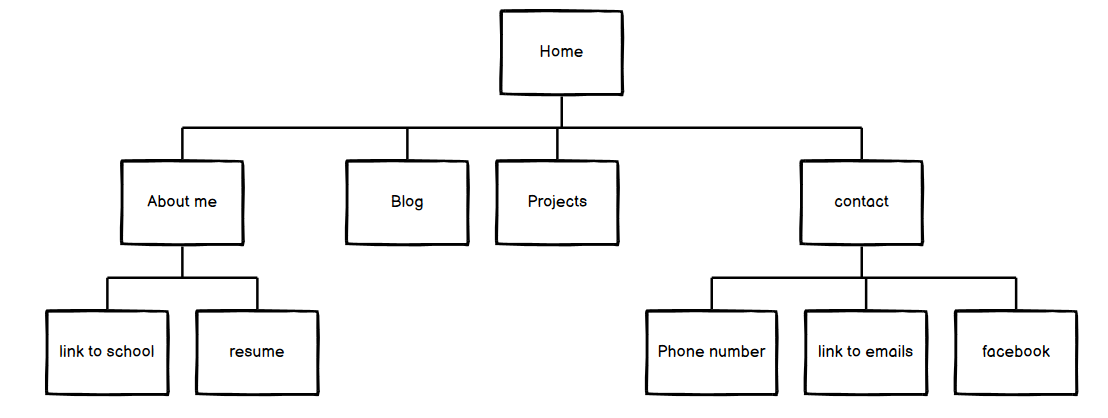 Home
About me
Blog
Projects
contact
link to school
resume
Phone number
link to emails
facebook